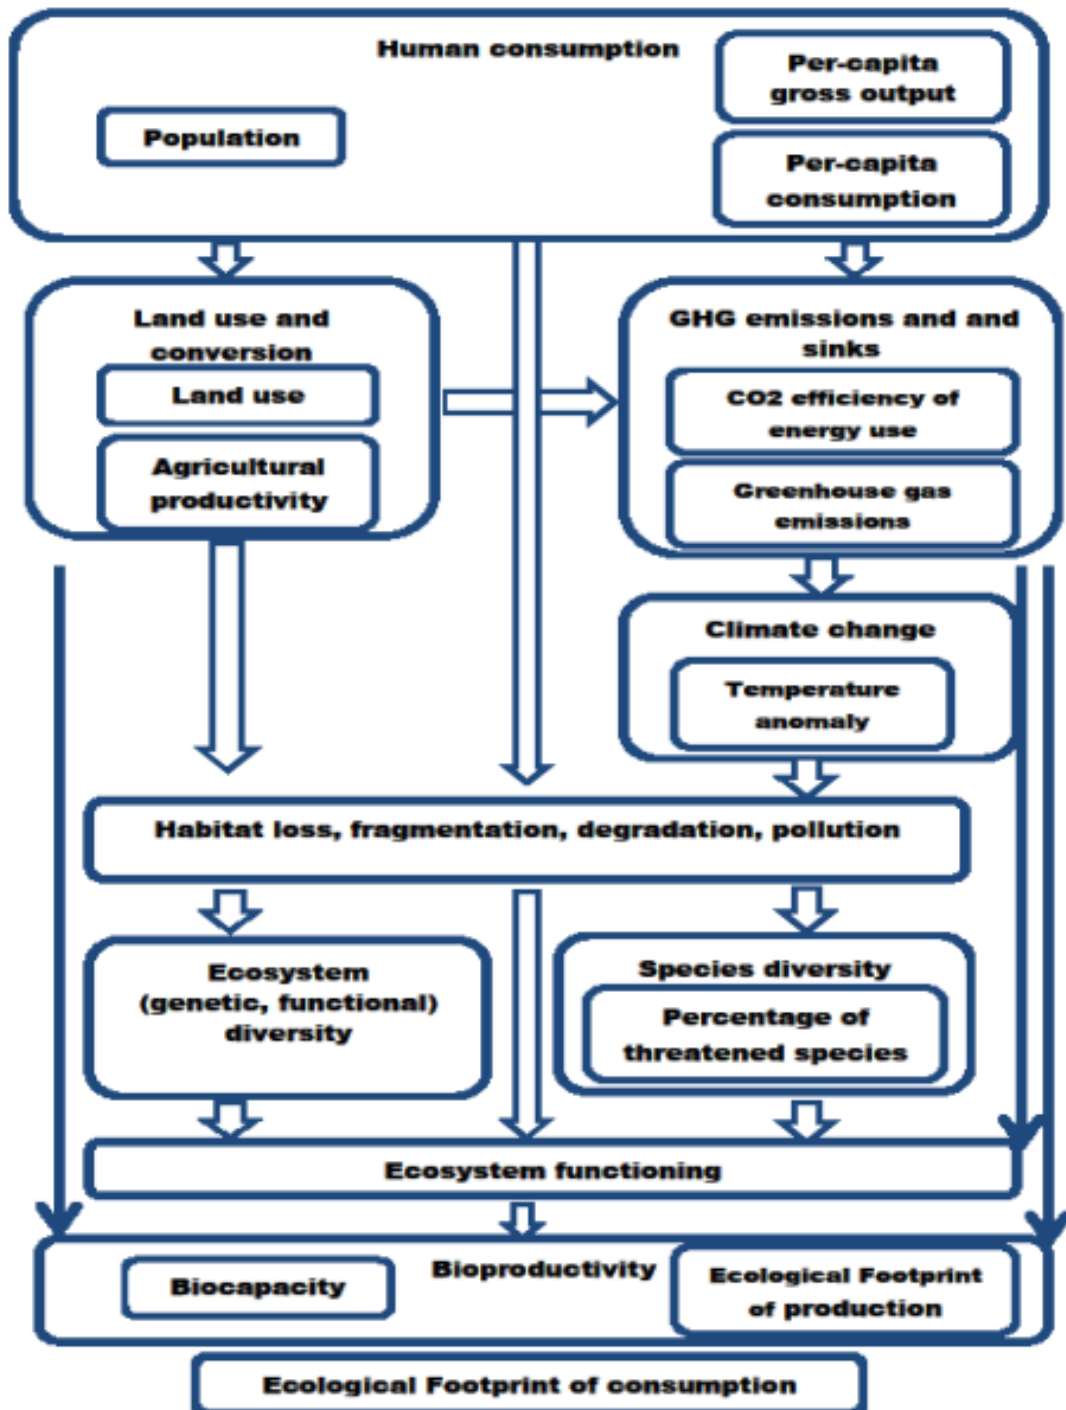 Human consumption
Per-capita
gross output
Population
Per-capita
consumption
Land use and
conversion
Land use
Agricultural
productivity
GHG emissions and and
sinks
CO2 efficiency of
energy use
Greenhouse gas
emissions
Climate change
Temperature
anomaly
Habitat loss, fragmentation, degradation, pollution
Ecosystem
(genetic, functional)
diversity
Species diversity
Percentage of
threatened species
Ecosystem functioning
Bioproductivity
Biocapacity
Ecological Footprint
of production
Ecological Footprint of consumption